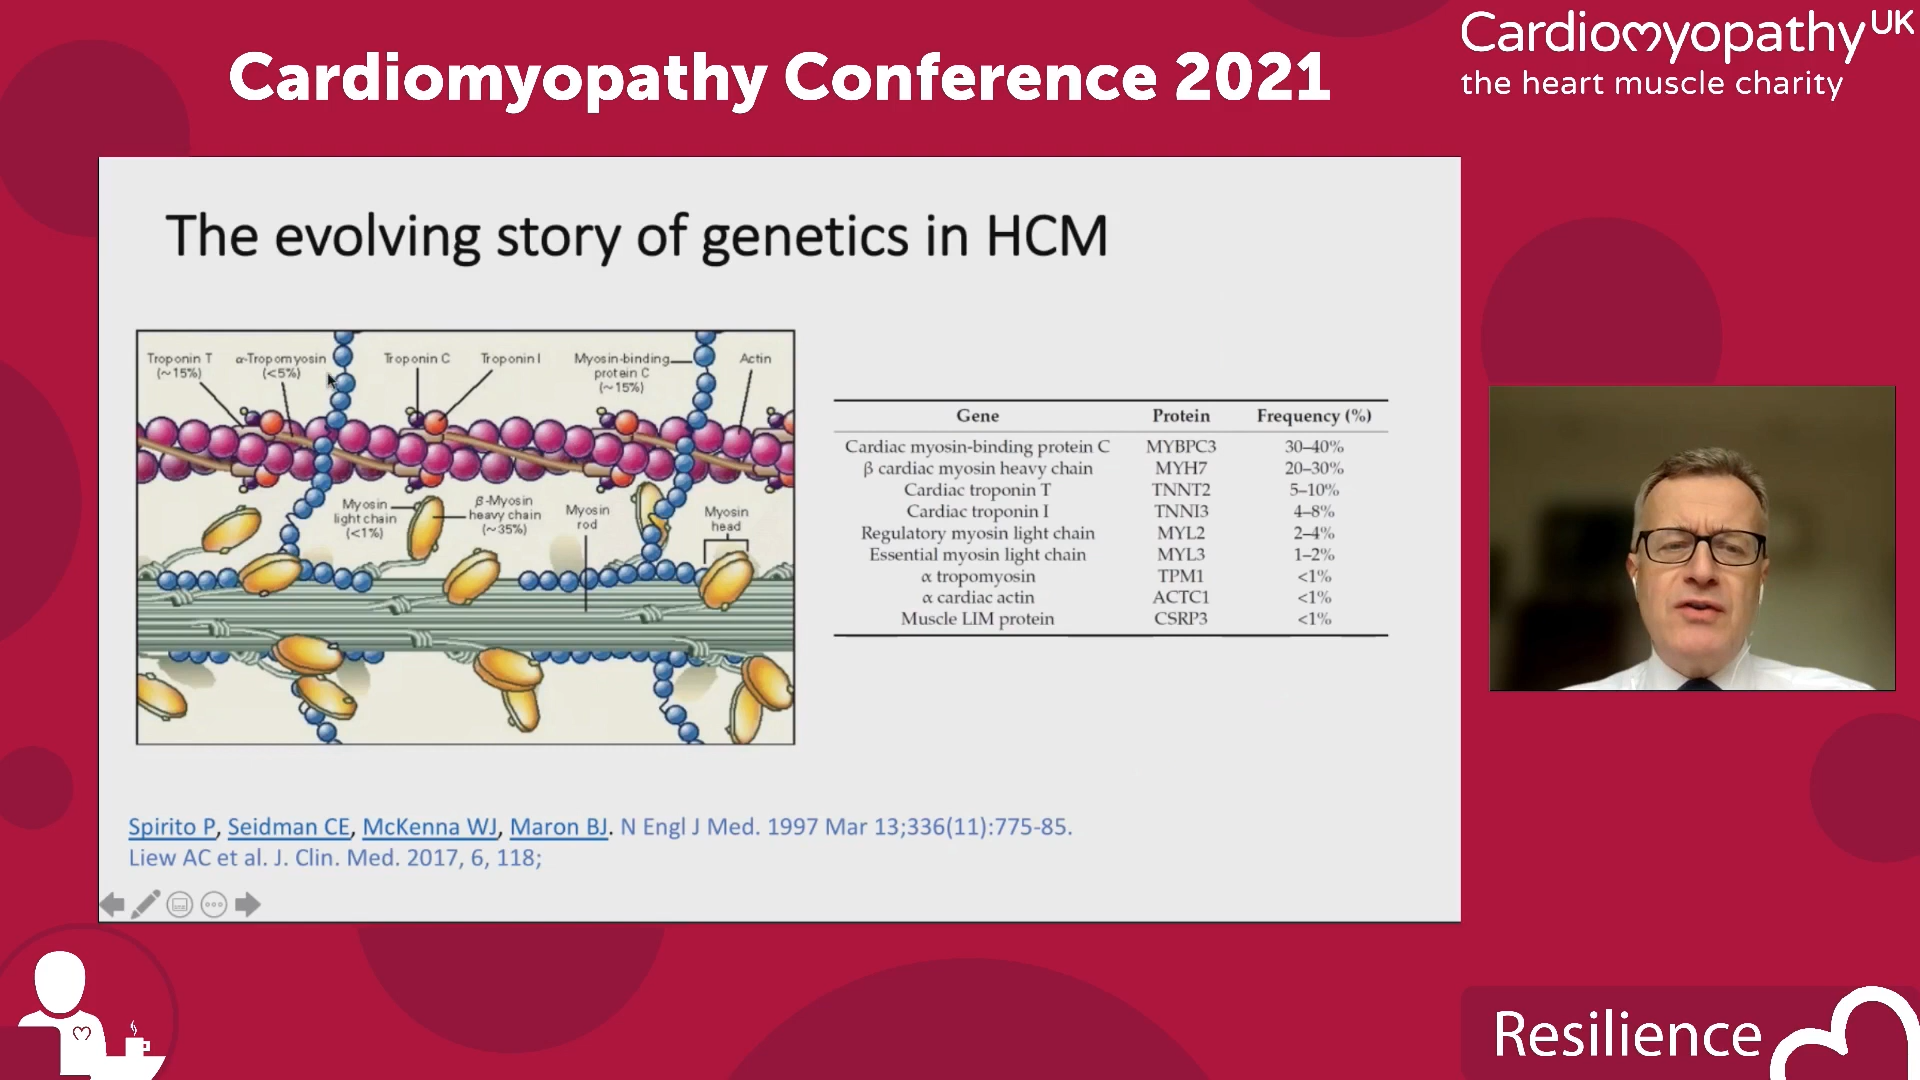 Cardiomyopathy Conference 2021
Cardiomyopathy UK
the heart muscle charity
The evolving story of genetics in HCM
Troponin T
(~15%)
α-Tropomyosin
(<5%)
Troponin C
Troponin I
Myosin-binding
protein C
(~15%)
Actin
Myosin
light chain
(<1%)
β-Myosin
heavy chain
(~35%)
Myosin
rod
Myosin
head
Gene Protein Frequency (%)
Cardiac myosin-binding protein C MYBPC3 30–40%
β cardiac myosin heavy chain MYH7 20–30%
Cardiac troponin T TNNT2 5–10%
Cardiac troponin I TNNI3 4–8%
Regulatory myosin light chain MYL2 2–4%
Essential myosin light chain MYL3 1–2%
α tropomyosin TPM1 <1%
α cardiac actin ACTC1 <1%
Muscle LIM protein CSRP3 <1%
Spirito P, Seidman CE, McKenna WJ, Maron BJ. N Engl J Med. 1997 Mar 13;336(11):775-85.
Liew AC et al. J. Clin. Med. 2017, 6, 118;
Resilience